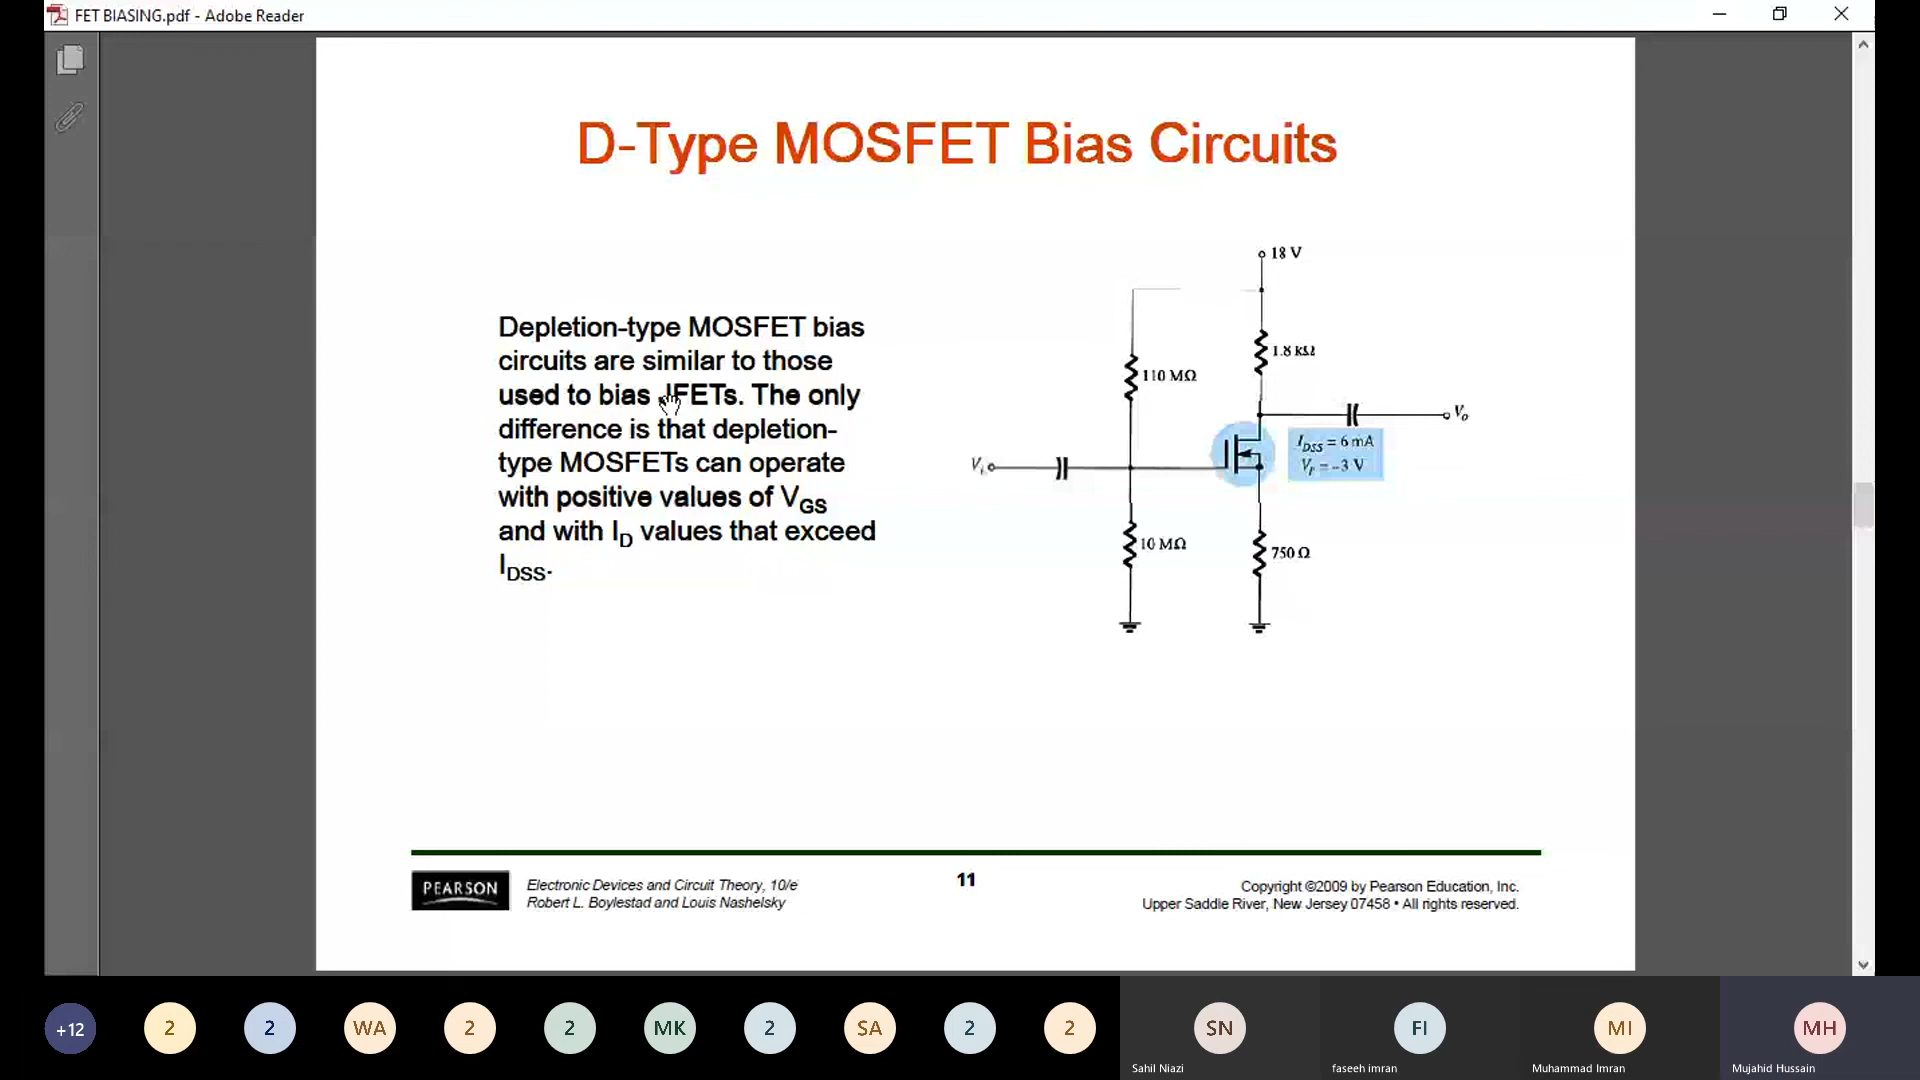 FET BIASING.pdf - Adobe Reader
D-Type MOSFET Bias Circuits
Depletion-type MOSFET bias
circuits are similar to those
used to bias JFETs. The only
difference is that depletion-
type MOSFETs can operate
with positive values of VGS
and with ID values that exceed
IDSS.
18 V
1.8 kΩ
110 MΩ
Vo
IDSS = 6 mA
VP = –3 V
Vi
10 MΩ
750 Ω
PEARSON
Electronic Devices and Circuit Theory, 10/e
Robert L. Boylestad and Louis Nashelsky
11
Copyright ©2009 by Pearson Education, Inc.
Upper Saddle River, New Jersey 07458 • All rights reserved.
+12
2
2
WA
2
2
MK
2
SA
2
2
SN
FI
MI
MH
Sahil Niazi
faseeh imran
Muhammad Imran
Mujahid Hussain